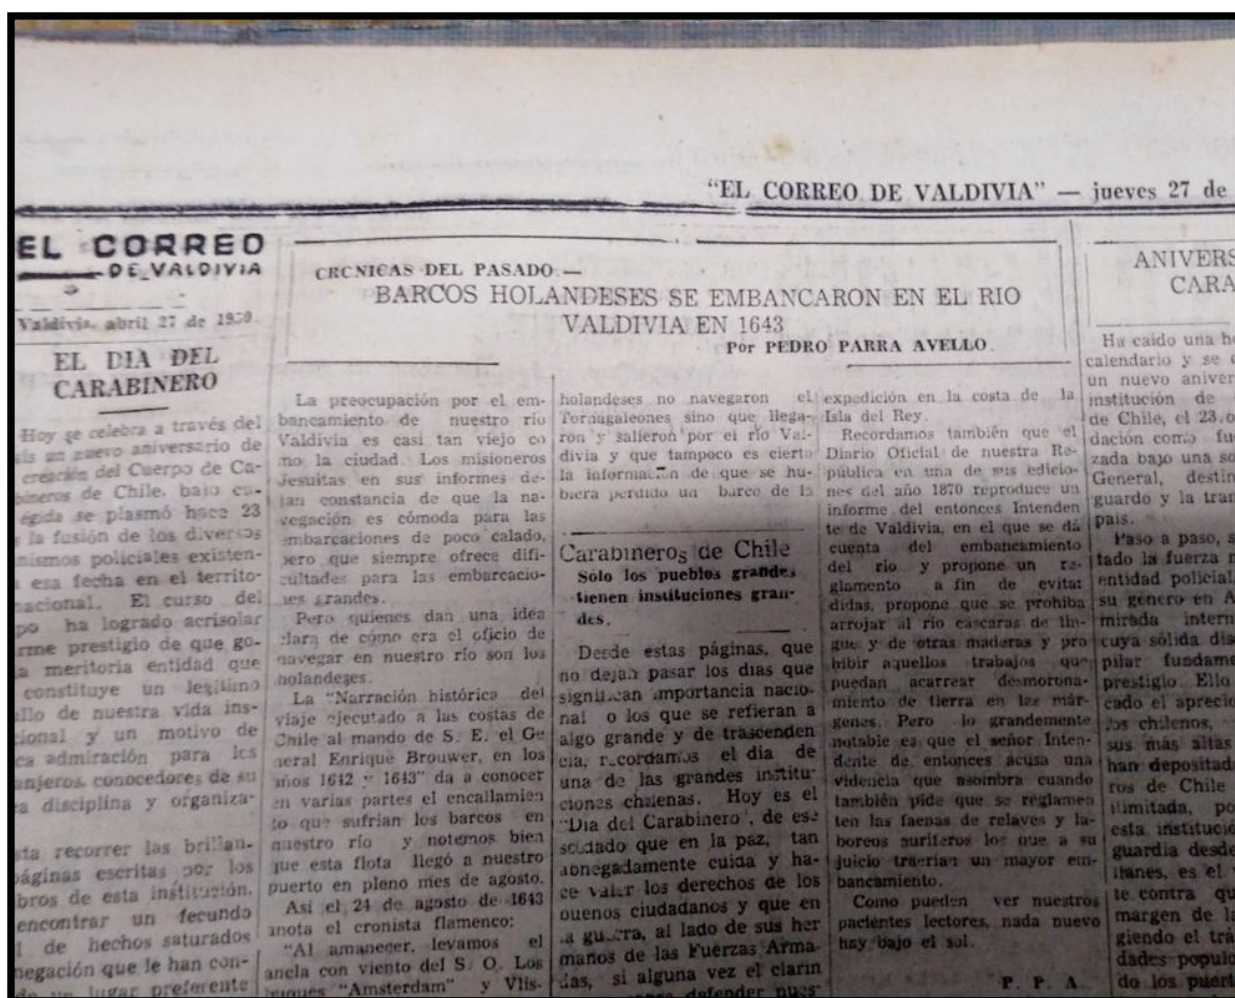 "EL CORREO DE VALDIVIA" — jueves 27 de
EL CORREO
DE VALDIVIA
Valdivia, abril 27 de 1950.
EL DIA DEL
CARABINERO
Hoy se celebra a través del
un nuevo aniversario de
creación del Cuerpo de Ca-
de Chile, bajo cu-
égida se plasmó hace 23
la fusión de los diversos
policiales existen-
esa fecha en el territo-
El curso del
ha logrado acrisolar
prestigio de que go-
meritoria entidad que
constituye un legítimo
de nuestra vida ins-
y un motivo de
admiración para los
conocedores de su
disciplina y organiza-
recorrer las brillan-
escritas por los
de esta institución.
encontrar un fecundo
de hechos saturados
que le han con-
lugar preferente
CRCNICAS DEL PASADO.—
BARCOS HOLANDESES SE EMBANCARON EN EL RIO
VALDIVIA EN 1643
Por PEDRO PARRA AVELLO.
La preocupación por el em-
bancamiento de nuestro río
Valdivia es casi tan viejo co
mo la ciudad. Los misioneros
Jesuitas en sus informes de-
jan constancia de que la na-
vegación es cómoda para las
embarcaciones de poco calado,
pero que siempre ofrece difi-
cultades para las embarcacio-
nes grandes.
Pero quienes dan una idea
clara de cómo era el oficio de
navegar en nuestro río son los
holandeses.
La "Narración histórica del
viaje ejecutado a las costas de
Chile al mando de S. E. el Ge
neral Enrique Brouwer, en los
años 1642 y 1643" da a conocer
en varias partes el encallamien
to que sufrían los barcos en
nuestro río y notemos bien
que esta flota llegó a nuestro
puerto en pleno mes de agosto.
Así el 24 de agosto de 1643
anota el cronista flamenco:
"Al amanecer, levamos el
ancla con viento del S. O. Los
buques "Amsterdam" y Vlis-
holandeses no navegaron el
Tornagaleones sino que llega-
ron y salieron por el río Val-
divia y que tampoco es cierta
la información de que se hu-
biera perdido un barco de la
Carabineros de Chile
Sólo los pueblos grandes
tienen instituciones gran-
des.
Desde estas páginas, que
no dejan pasar los días que
significan importancia nacio-
nal o los que se refieran a
algo grande y de trascenden
cia, recordamos el día de
una de las grandes institu-
ciones chilenas. Hoy es el
"Día del Carabinero", de ese
soldado que en la paz, tan
abnegadamente cuida y ha-
ce valer los derechos de los
buenos ciudadanos y que en
la guerra, al lado de sus her
manos de las Fuerzas Arma-
das, si alguna vez el clarín
defender nues-
expedición en la costa de la
Isla del Rey.
Recordamos también que el
Diario Oficial de nuestra Re-
pública en una de sus edicio-
nes del año 1870 reproduce un
informe del entonces Intenden
te de Valdivia, en el que se dá
cuenta del embancamiento
del río y propone un re-
glamento a fin de evitar
didas, propone que se prohiba
arrojar al río cáscaras de lin-
gue y de otras maderas y pro
hibir aquellos trabajos que
puedan acarrear desmorona-
miento de tierra en las már-
genes. Pero lo grandemente
notable es que el señor Inten-
dente de entonces acusa una
videncia que asombra cuando
también pide que se reglamen
ten las faenas de relaves y la-
boreos auríferos los que a su
juicio traerían un mayor em-
bancamiento.
Como pueden ver nuestros
pacientes lectores, nada nuevo
hay bajo el sol.
P. P. A.
ANIVERS
CARA
Ha caído una
calendario y se
un nuevo aniver
institución de
de Chile, el 23.o
dación como fu
zada bajo una so
General, destin
guardo y la tran
país.
Paso a paso,
tado la fuerza
entidad policial,
su género en A
mirada intern
cuya sólida dis
pilar fundame
prestigio. Ello
cado el aprecio
los chilenos,
sus más altas
han depositad
ros de Chile
ilimitada, po
esta institució
guardia desde
es el
te contra qu
margen de la
giendo el trá
dades populo
do los puert